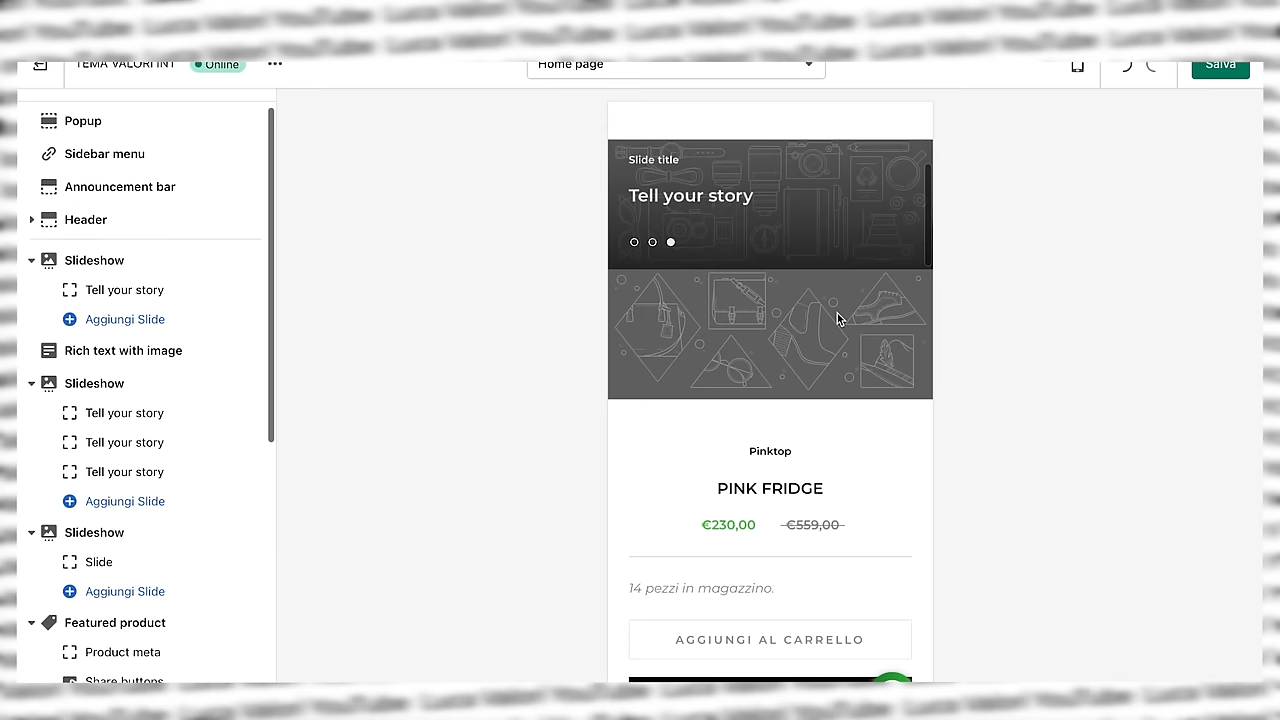 TEMA VALORI INT
Online
Home page
Salva
Popup
Sidebar menu
Announcement bar
Header
Slideshow
Tell your story
Aggiungi Slide
Rich text with image
Slideshow
Tell your story
Tell your story
Tell your story
Aggiungi Slide
Slideshow
Slide
Aggiungi Slide
Featured product
Product meta
Share buttons
Slide title
Tell your story
Pinktop
PINK FRIDGE
€230,00 €559,00
14 pezzi in magazzino.
AGGIUNGI AL CARRELLO